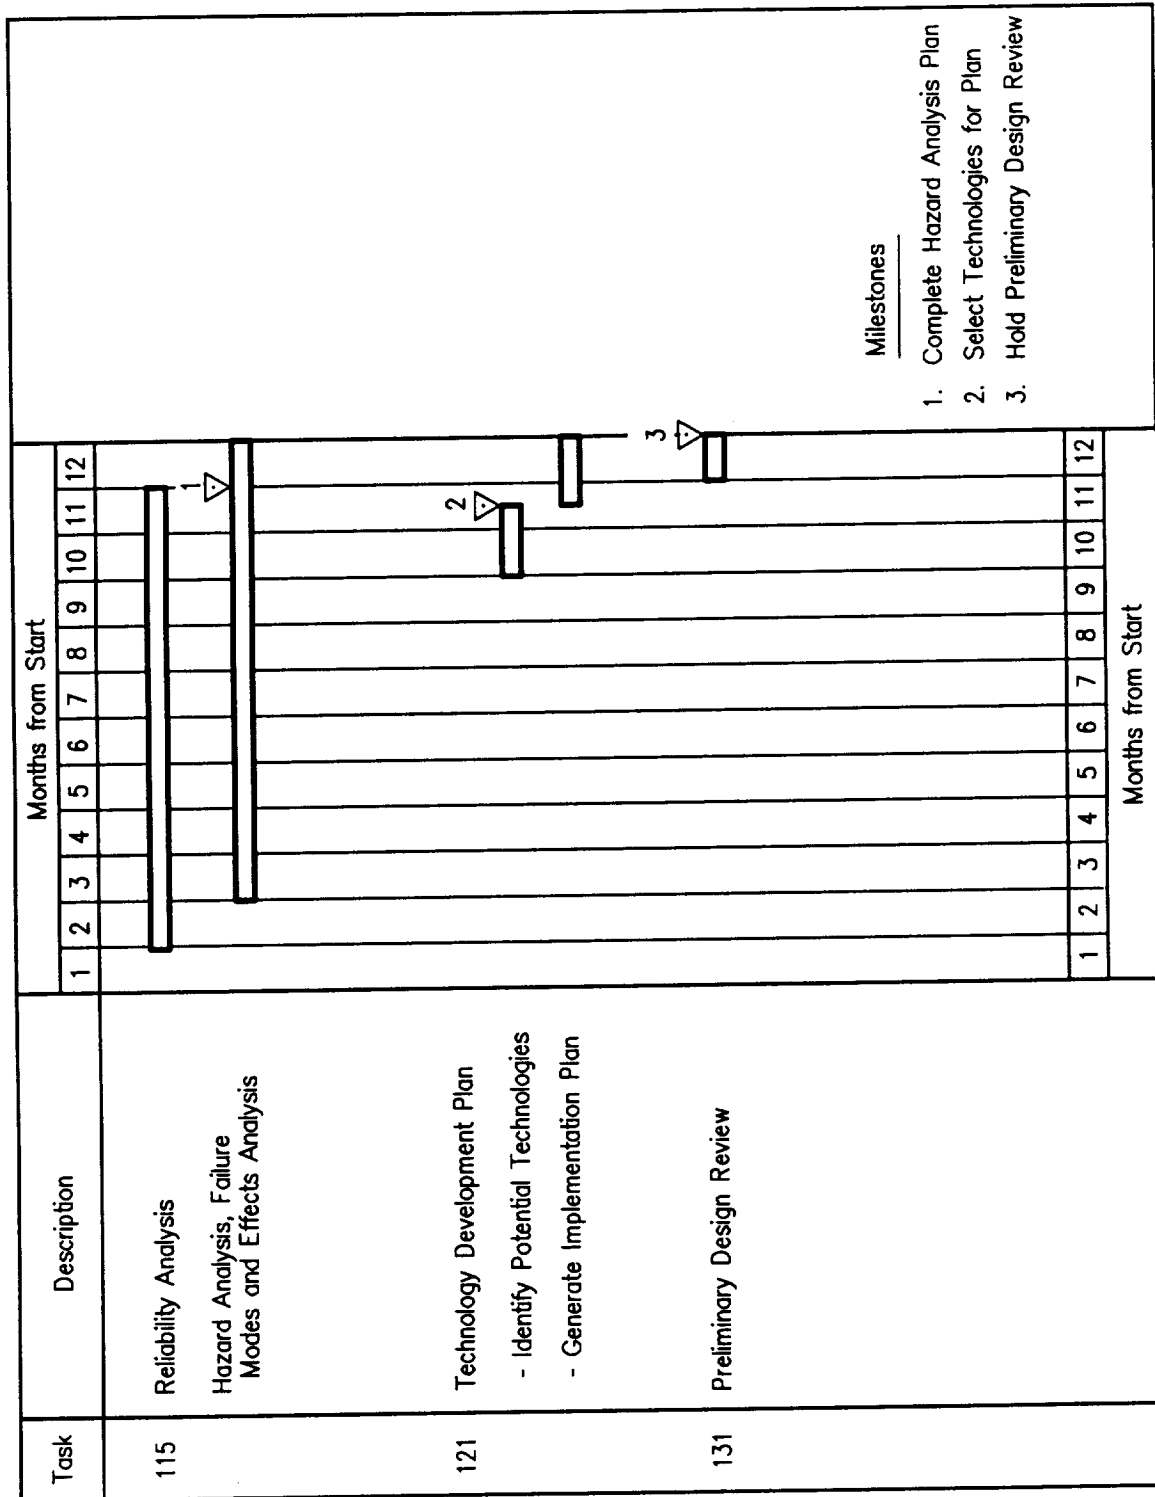 Task
Description
Months from Start
1 2 3 4 5 6 7 8 9 10 11 12
115
Reliability Analysis
Hazard Analysis, Failure
Modes and Effects Analysis
1
121
Technology Development Plan
- Identify Potential Technologies
2
- Generate Implementation Plan
131
Preliminary Design Review
3
Milestones
1. Complete Hazard Analysis Plan
2. Select Technologies for Plan
3. Hold Preliminary Design Review
1 2 3 4 5 6 7 8 9 10 11 12
Months from Start